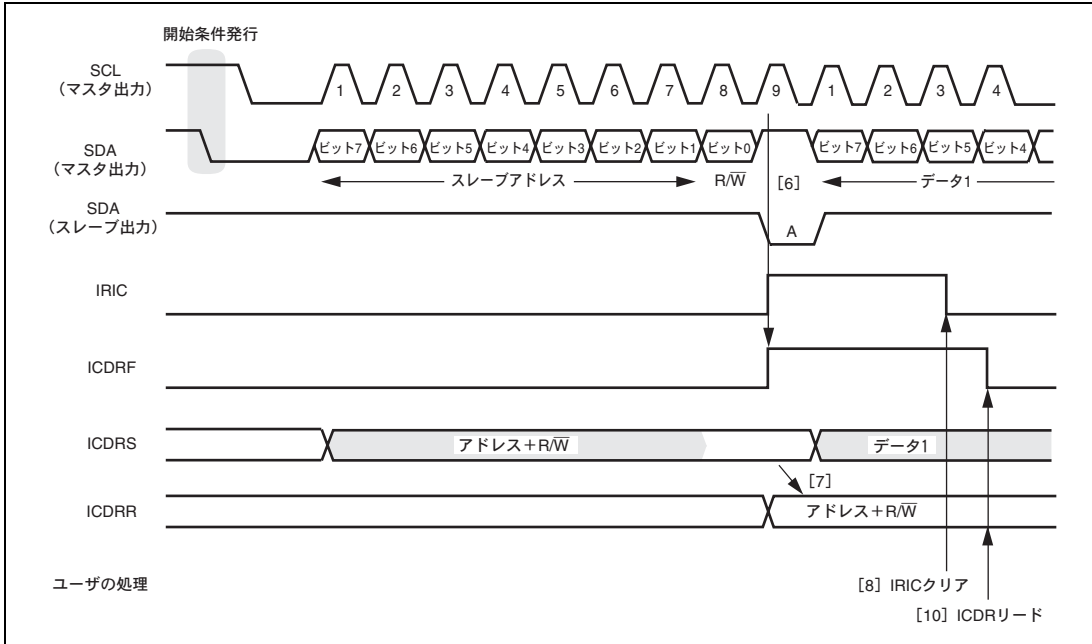 開始条件発行
SCL
(マスタ出力)
1 2 3 4 5 6 7 8 9 1 2 3 4
SDA
(マスタ出力)
ビット7 ビット6 ビット5 ビット4 ビット3 ビット2 ビット1 ビット0 ビット7 ビット6 ビット5 ビット4
スレーブアドレス R/W̅ [6] データ1
SDA
(スレーブ出力)
A
IRIC
ICDRF
ICDRS
アドレス+R/W̅ データ1
[7]
ICDRR
アドレス+R/W̅
ユーザの処理
[8] IRICクリア
[10] ICDRリード